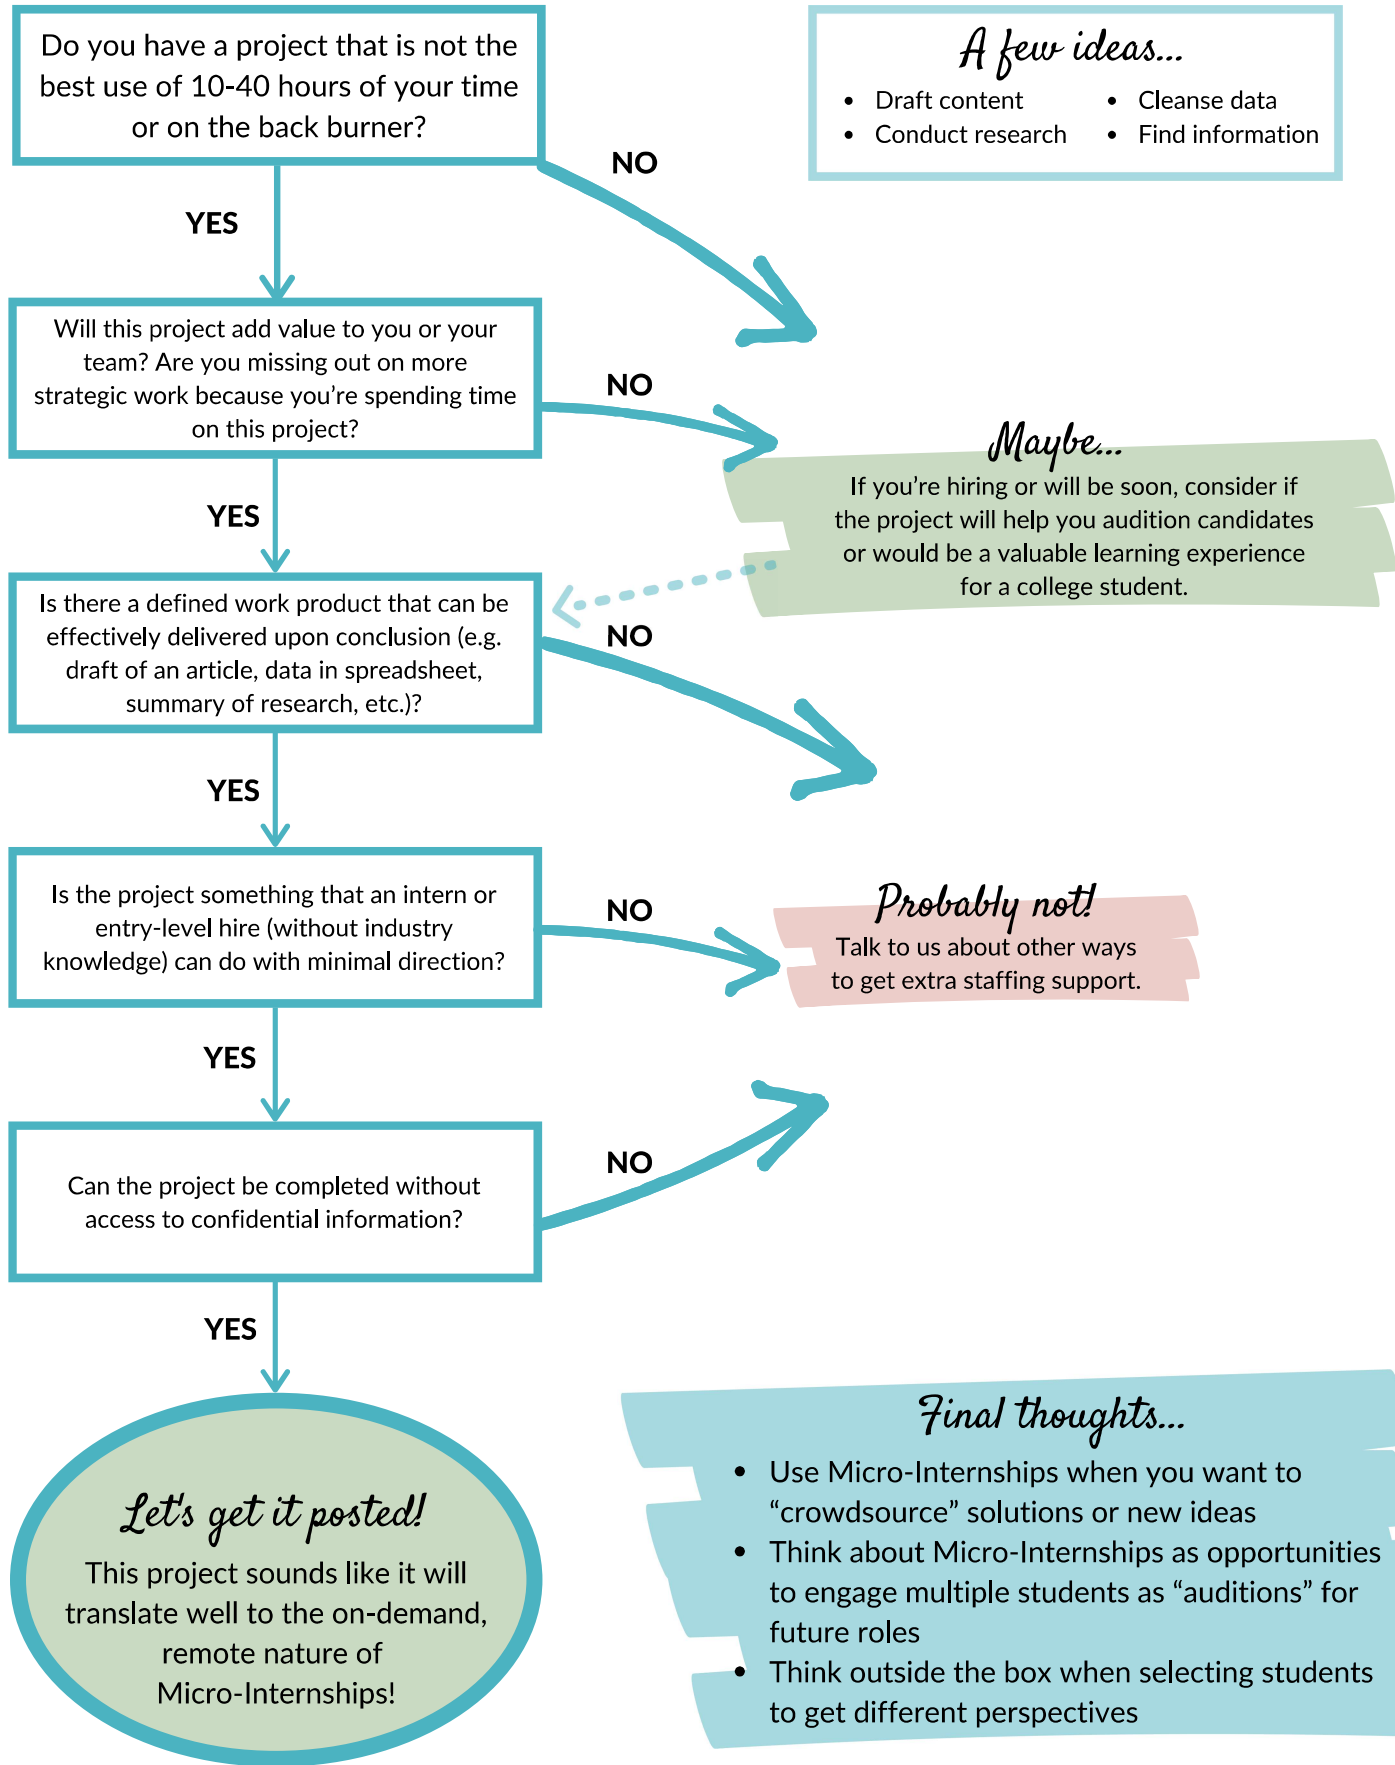 Do you have a project that is not the
best use of 10-40 hours of your time
or on the back burner?
A few ideas...
• Draft content
• Conduct research
• Cleanse data
• Find information
NO
YES
Will this project add value to you or your
team? Are you missing out on more
strategic work because you're spending time
on this project?
NO
Maybe...
If you're hiring or will be soon, consider if
the project will help you audition candidates
or would be a valuable learning experience
for a college student.
YES
Is there a defined work product that can be
effectively delivered upon conclusion (e.g.
draft of an article, data in spreadsheet,
summary of research, etc.)?
NO
YES
Is the project something that an intern or
entry-level hire (without industry
knowledge) can do with minimal direction?
NO
Probably not!
Talk to us about other ways
to get extra staffing support.
YES
Can the project be completed without
access to confidential information?
NO
YES
Let's get it posted!
This project sounds like it will
translate well to the on-demand,
remote nature of
Micro-Internships!
Final thoughts...
• Use Micro-Internships when you want to
“crowdsource” solutions or new ideas
• Think about Micro-Internships as opportunities
to engage multiple students as “auditions” for
future roles
• Think outside the box when selecting students
to get different perspectives